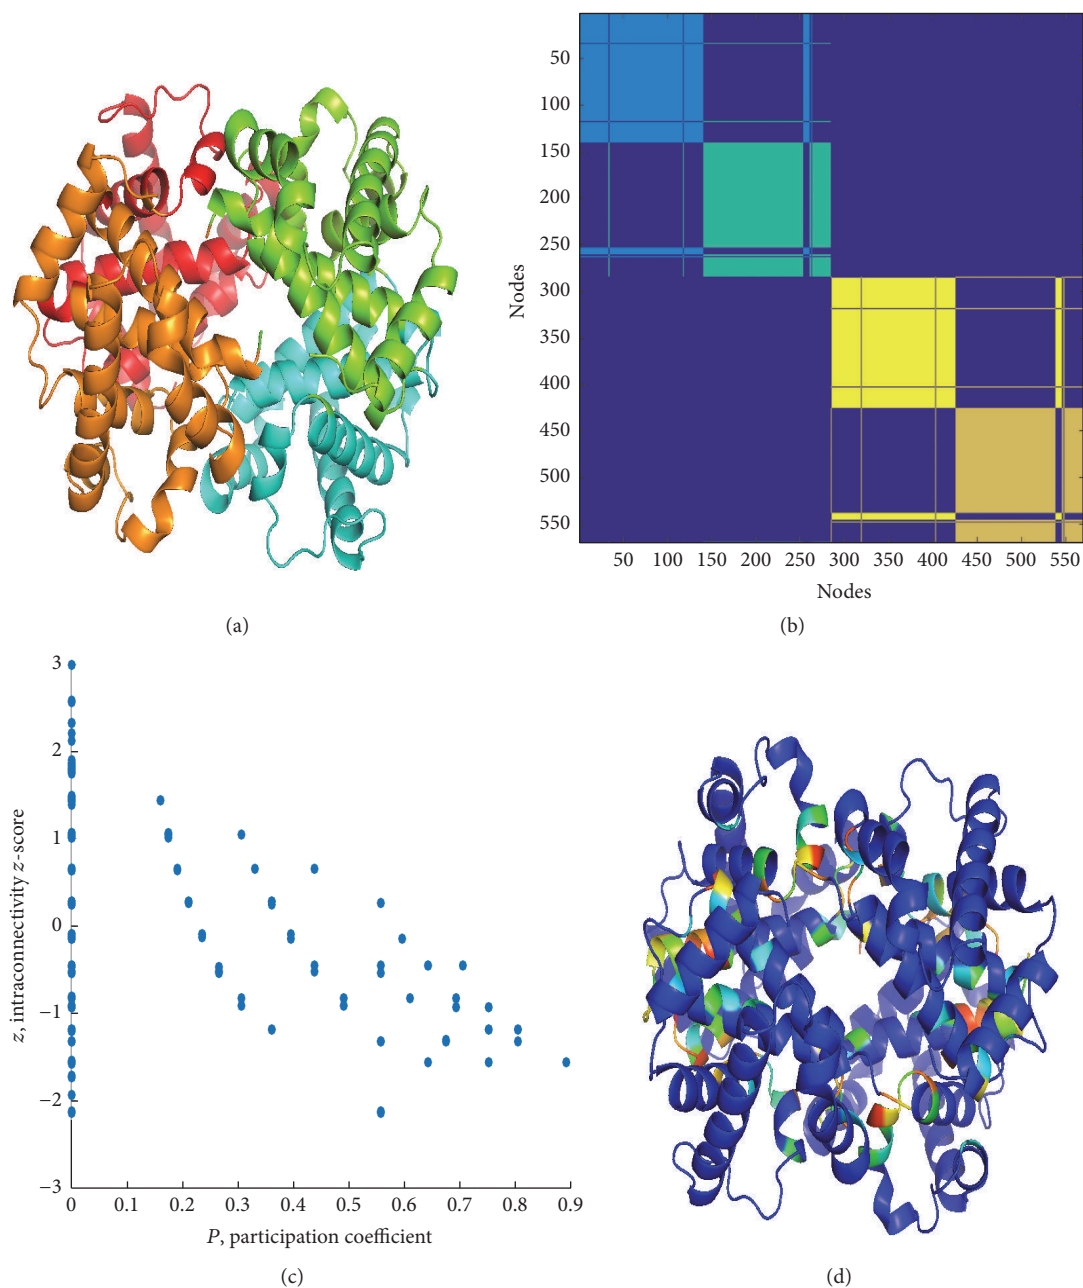 (a)
50
100
150
200
250
300
350
400
450
500
550
Nodes
50 100 150 200 250 300 350 400 450 500 550
Nodes
(b)
3
2
1
0
−1
−2
−3
z, intraconnectivity z-score
0 0.1 0.2 0.3 0.4 0.5 0.6 0.7 0.8 0.9
P, participation coefficient
(c)
(d)